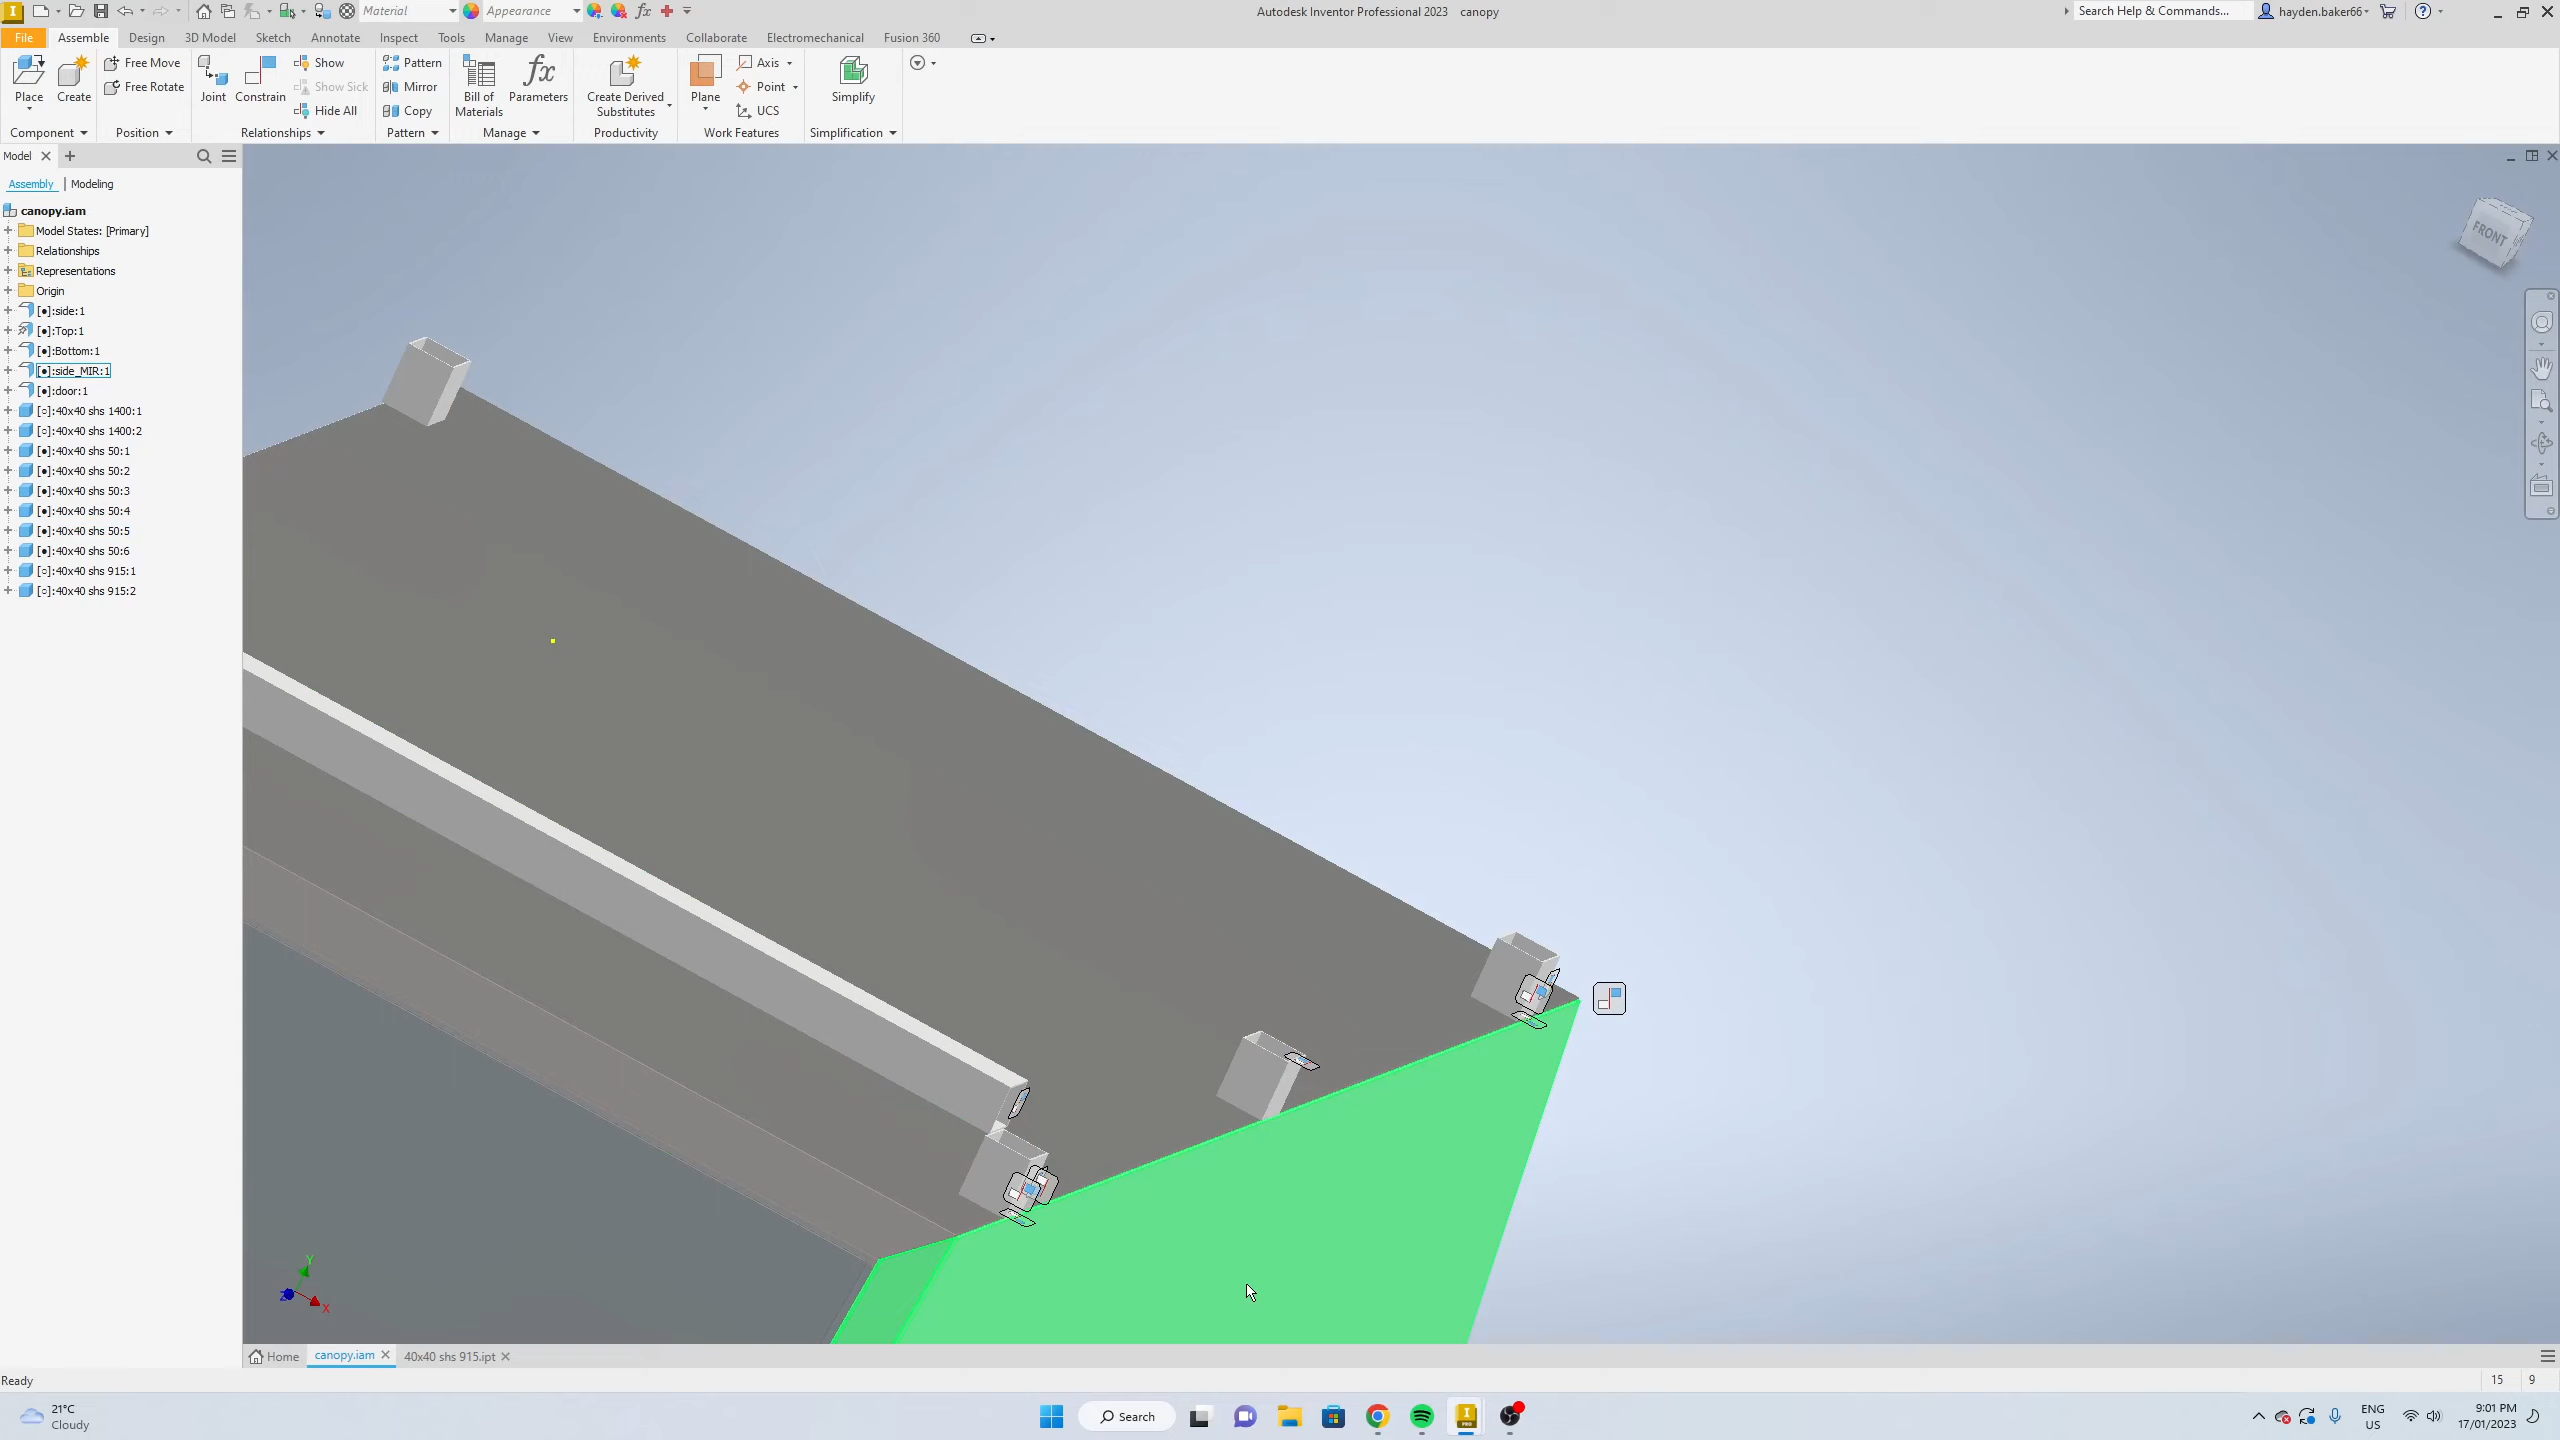 Material
Appearance
Autodesk Inventor Professional 2023 canopy
Search Help & Commands...
hayden.baker66
File Assemble Design 3D Model Sketch Annotate Inspect Tools Manage View Environments Collaborate Electromechanical Fusion 360
Place
Create
Free Move
Free Rotate
Joint
Constrain
Show
Show Sick
Hide All
Pattern
Mirror
Copy
Bill of
Materials
fx
Parameters
Create Derived
Substitutes
Plane
Axis
Point
UCS
Simplify
Component Position Relationships Pattern Manage Productivity Work Features Simplification
Model
Assembly | Modeling
canopy.iam
Model States: [Primary]
Relationships
Representations
Origin
[●]:side:1
[●]:Top:1
[●]:Bottom:1
[●]:side_MIR:1
[●]:door:1
[○]:40x40 shs 1400:1
[○]:40x40 shs 1400:2
[●]:40x40 shs 50:1
[●]:40x40 shs 50:2
[●]:40x40 shs 50:3
[●]:40x40 shs 50:4
[●]:40x40 shs 50:5
[●]:40x40 shs 50:6
[○]:40x40 shs 915:1
[○]:40x40 shs 915:2
FRONT
Y
Z
X
Home canopy.iam 40x40 shs 915.ipt
Ready
15 9
21°C
Cloudy
Search
PRO
ENG
US
9:01 PM
17/01/2023